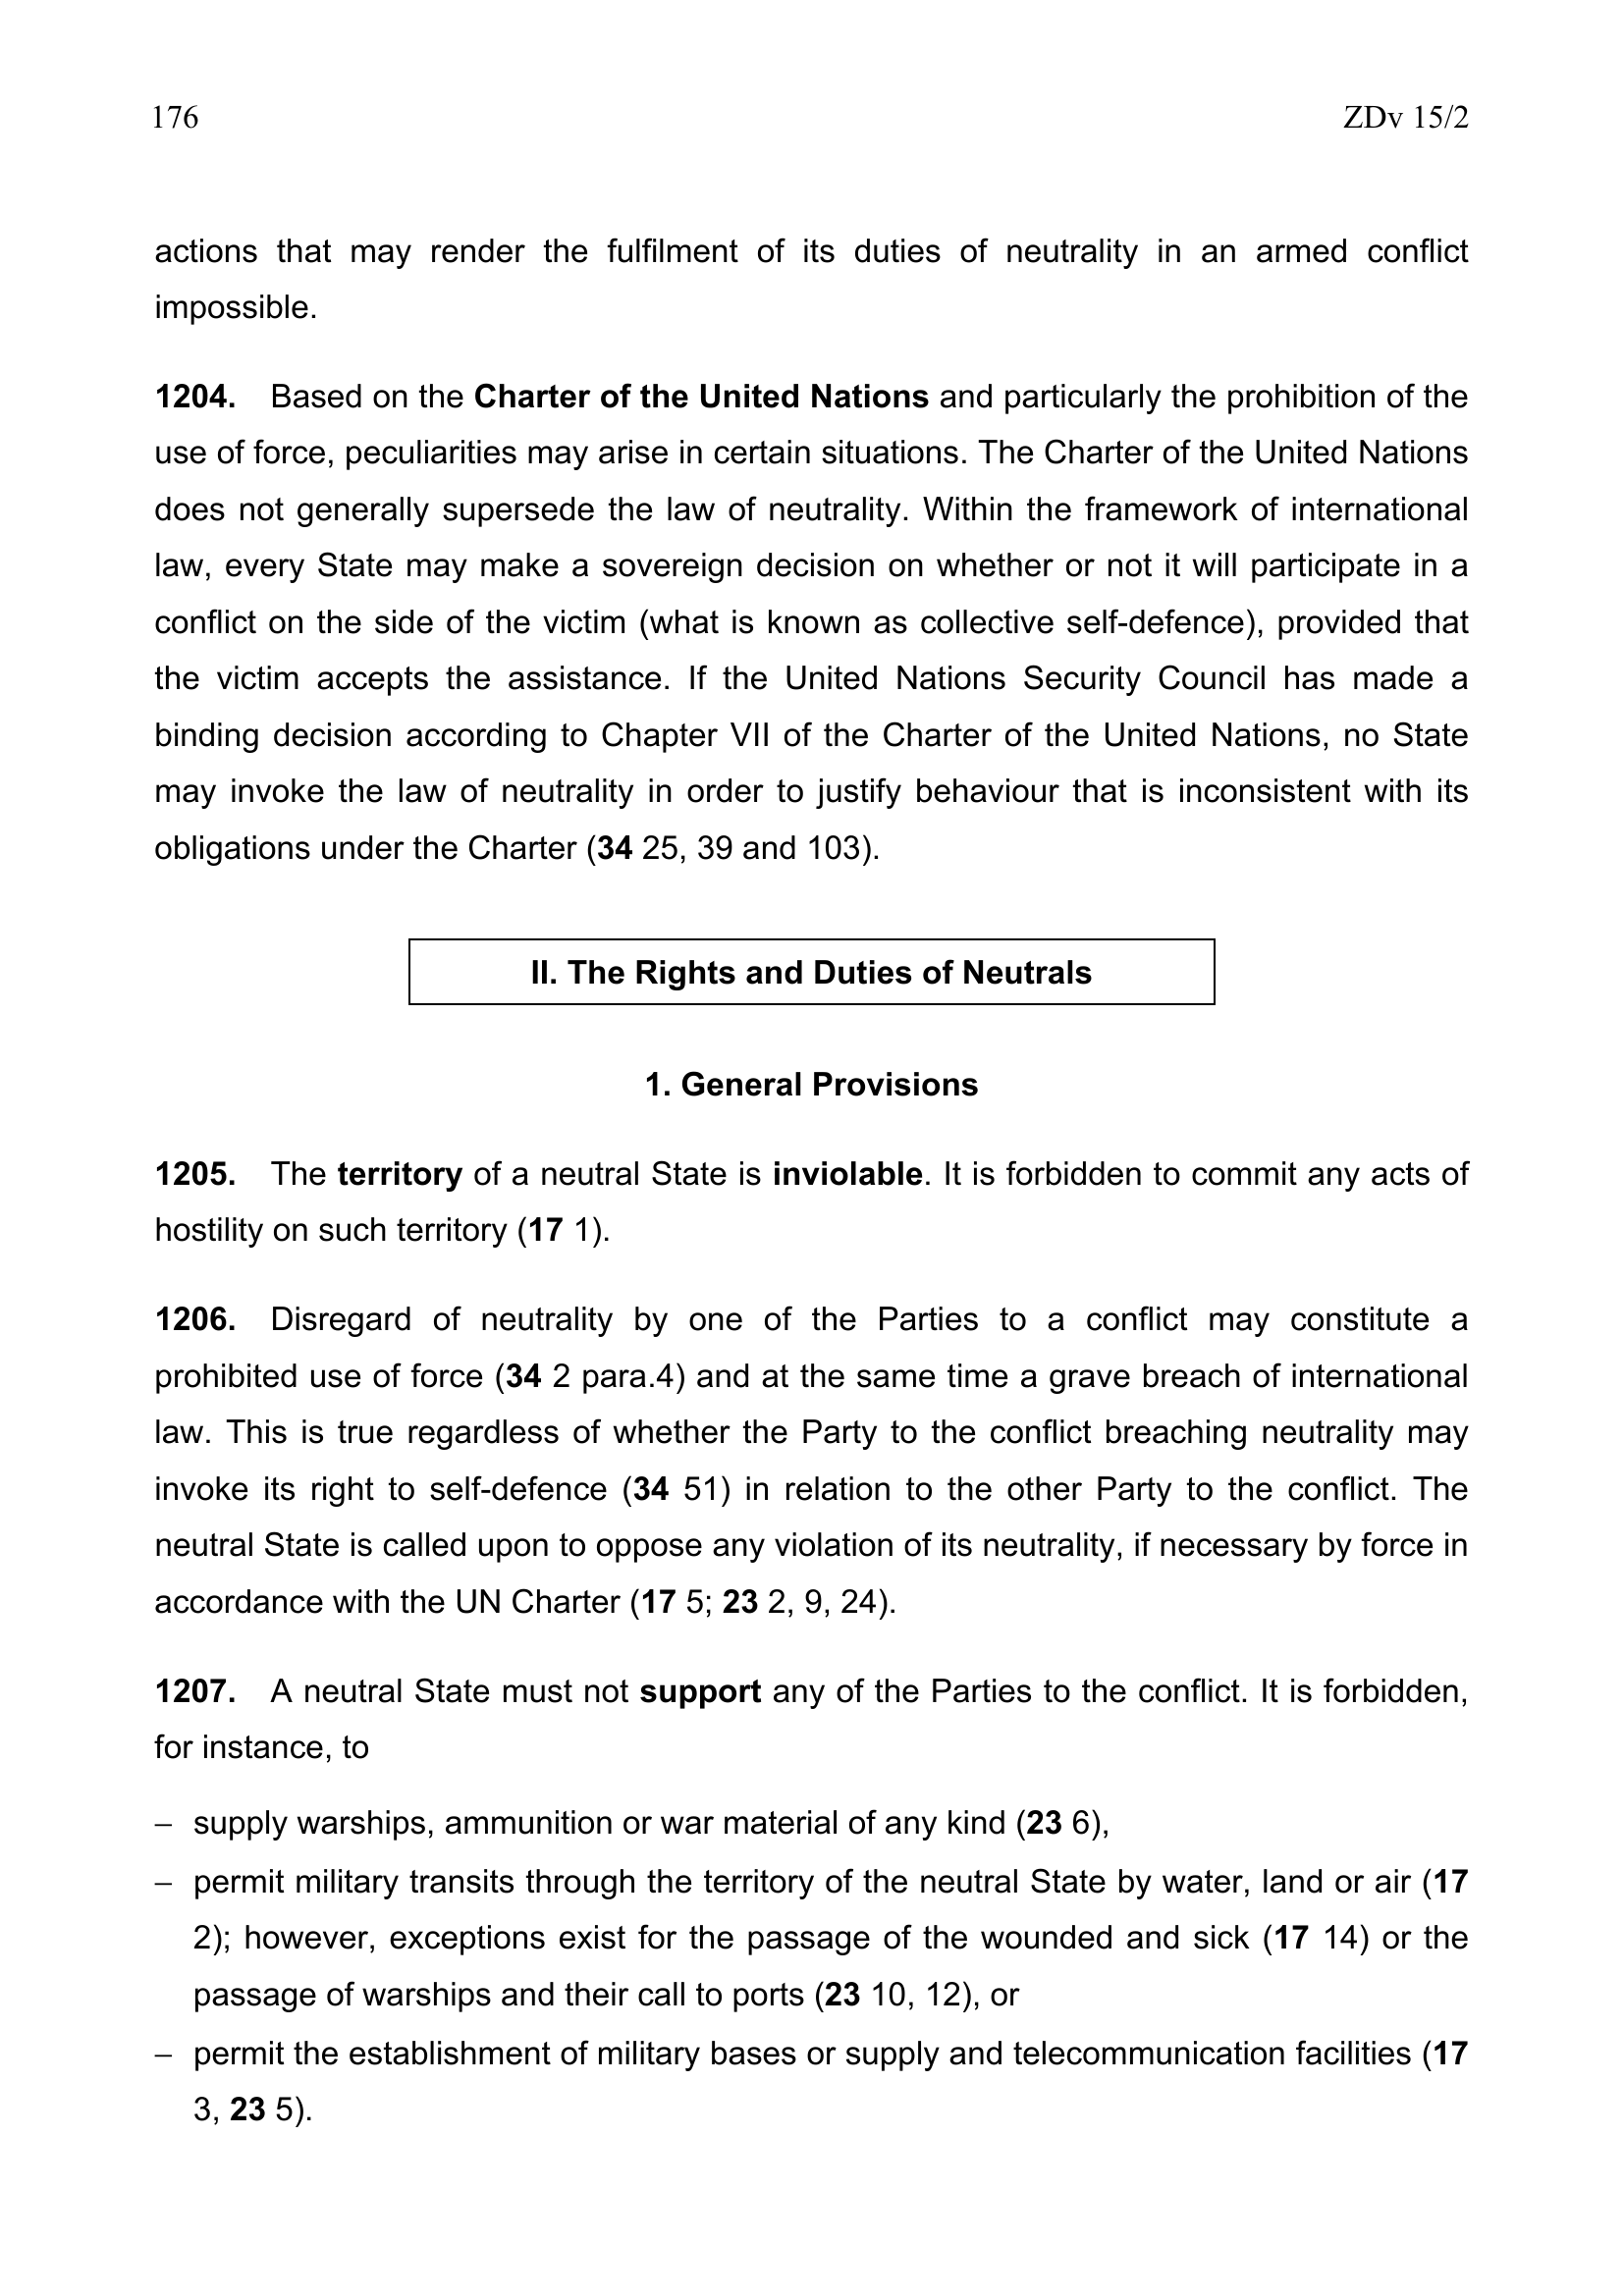 176 ZDv 15/2
actions that may render the fulfilment of its duties of neutrality in an armed conflict
impossible.
1204. Based on the Charter of the United Nations and particularly the prohibition of the
use of force, peculiarities may arise in certain situations. The Charter of the United Nations
does not generally supersede the law of neutrality. Within the framework of international
law, every State may make a sovereign decision on whether or not it will participate in a
conflict on the side of the victim (what is known as collective self-defence), provided that
the victim accepts the assistance. If the United Nations Security Council has made a
binding decision according to Chapter VII of the Charter of the United Nations, no State
may invoke the law of neutrality in order to justify behaviour that is inconsistent with its
obligations under the Charter (34 25, 39 and 103).
II. The Rights and Duties of Neutrals
1. General Provisions
1205. The territory of a neutral State is inviolable. It is forbidden to commit any acts of
hostility on such territory (17 1).
1206. Disregard of neutrality by one of the Parties to a conflict may constitute a
prohibited use of force (34 2 para.4) and at the same time a grave breach of international
law. This is true regardless of whether the Party to the conflict breaching neutrality may
invoke its right to self-defence (34 51) in relation to the other Party to the conflict. The
neutral State is called upon to oppose any violation of its neutrality, if necessary by force in
accordance with the UN Charter (17 5; 23 2, 9, 24).
1207. A neutral State must not support any of the Parties to the conflict. It is forbidden,
for instance, to
– supply warships, ammunition or war material of any kind (23 6),
– permit military transits through the territory of the neutral State by water, land or air (17
2); however, exceptions exist for the passage of the wounded and sick (17 14) or the
passage of warships and their call to ports (23 10, 12), or
– permit the establishment of military bases or supply and telecommunication facilities (17
3, 23 5).